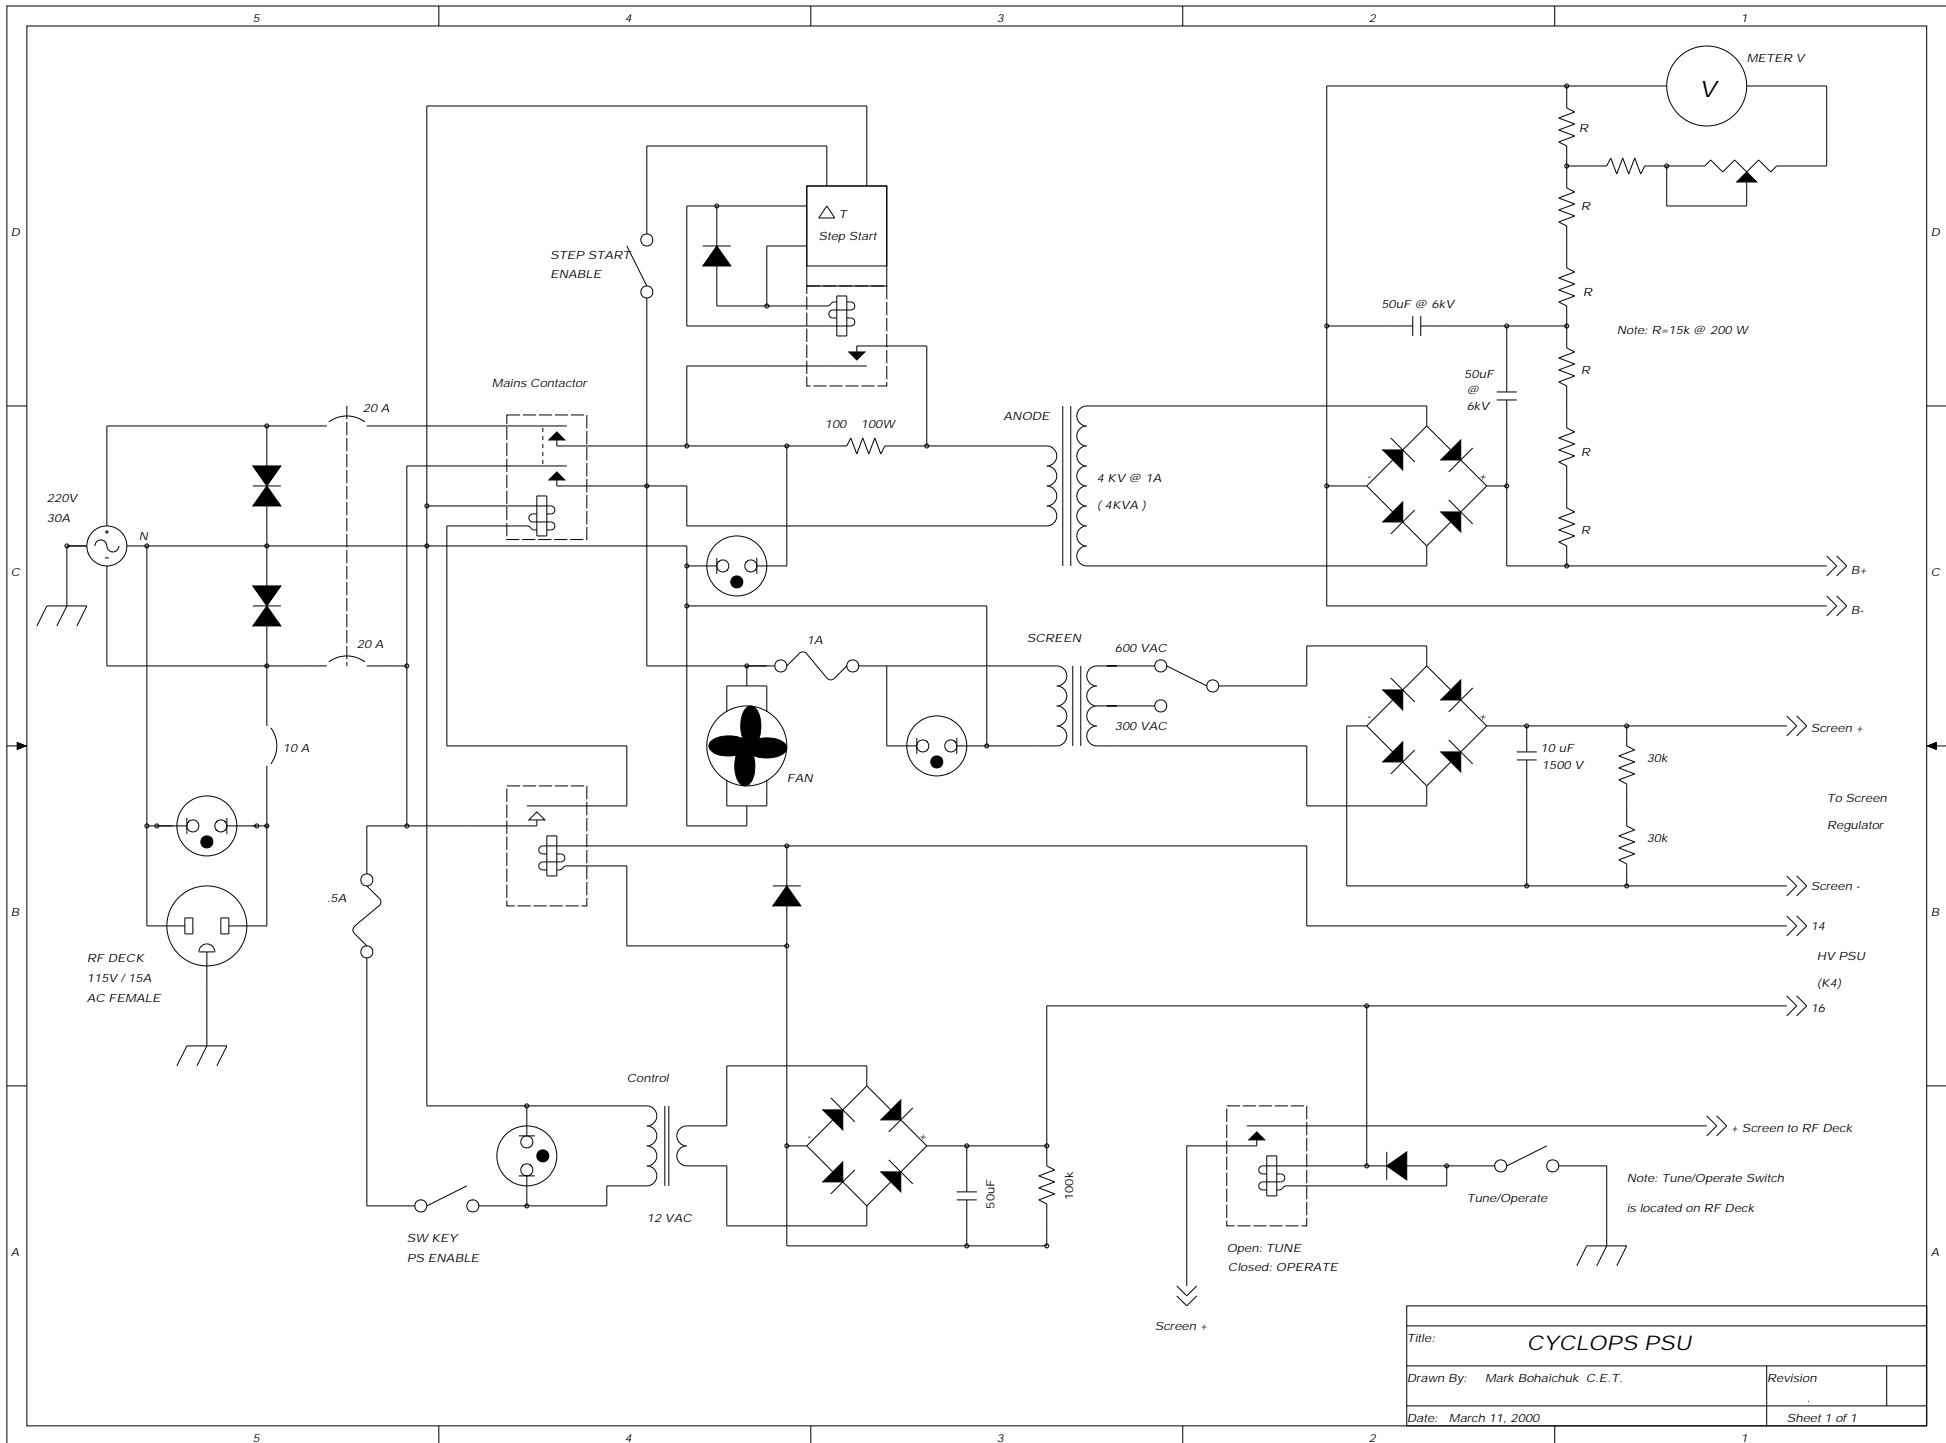 5 4 3 2 1
METER V
V
R
R
R
R
R
R
Note: R=15k @ 200 W
50uF @ 6kV
50uF
@
6kV
D
D
T
Step Start
STEP START
ENABLE
Mains Contactor
20 A
100 100W
ANODE
4 KV @ 1A
( 4KVA )
- +
220V
30A
N
+
-
C
C
B+
B-
20 A
1A
SCREEN
600 VAC
300 VAC
- +
Screen +
10 A
FAN
10 uF
1500 V
30k
30k
To Screen
Regulator
Screen -
.5A
B
B
14
HV PSU
(K4)
16
RF DECK
115V / 15A
AC FEMALE
Control
12 VAC
- +
50uF
100k
SW KEY
PS ENABLE
+ Screen to RF Deck
Tune/Operate
Note: Tune/Operate Switch
is located on RF Deck
Open: TUNE
Closed: OPERATE
Screen +
A
A
Title: CYCLOPS PSU
Drawn By: Mark Bohaichuk C.E.T.
Revision
.
Date: March 11, 2000
Sheet 1 of 1
5 4 3 2 1